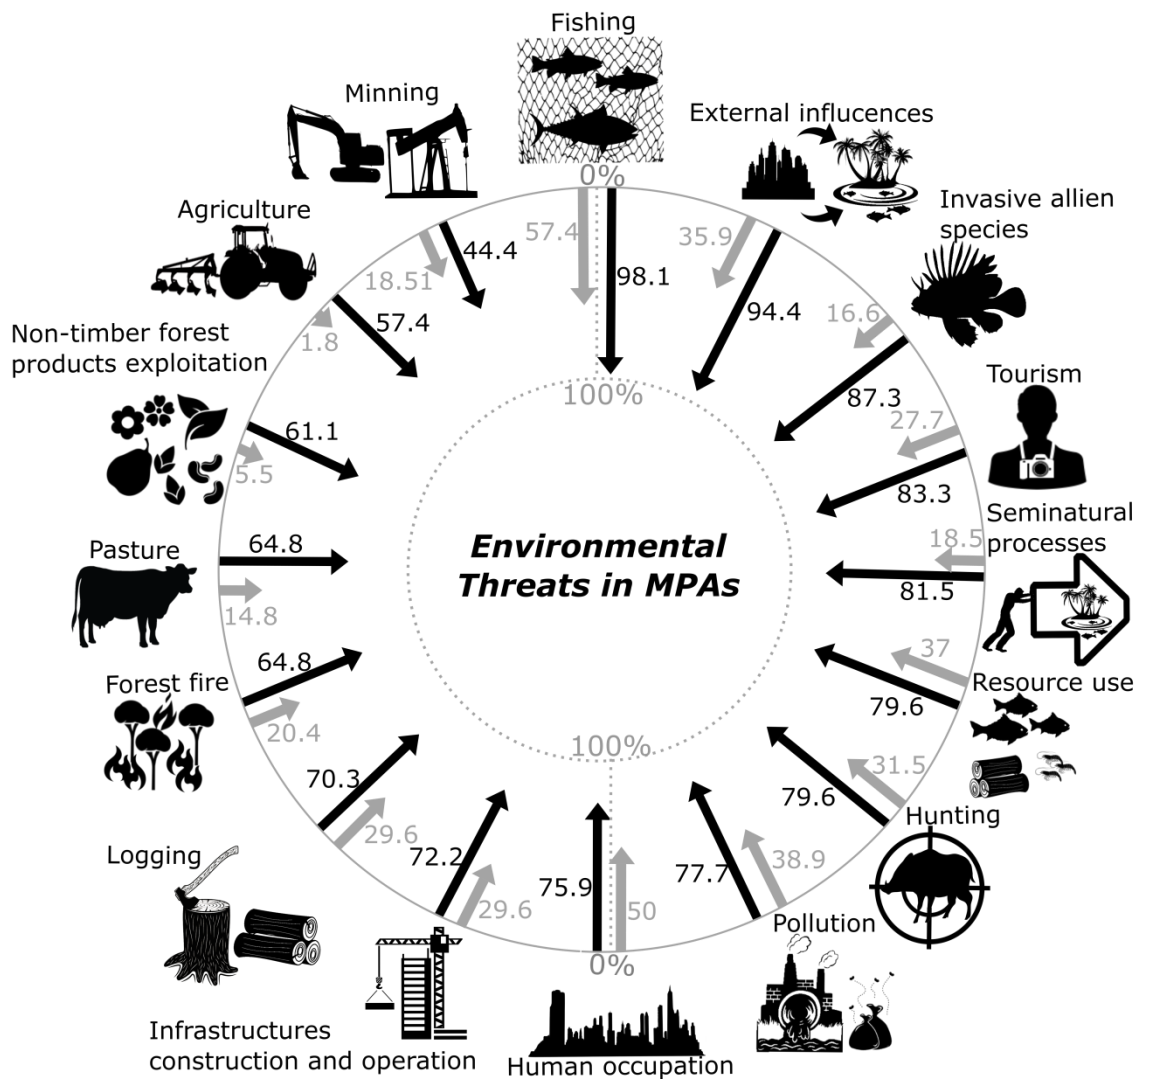 Fishing
0%
57.4
98.1
100%
External influcences
35.9
94.4
Invasive allien
species
16.6
87.3
Tourism
27.7
83.3
Seminatural
processes
18.5
81.5
Resource use
37
79.6
Hunting
31.5
79.6
Pollution
38.9
77.7
Human occupation
0%
50
75.9
100%
Infrastructures
construction and operation
29.6
72.2
Logging
29.6
70.3
Forest fire
20.4
64.8
Pasture
14.8
64.8
Non-timber forest
products exploitation
5.5
61.1
Agriculture
1.8
57.4
Minning
18.51
44.4
Environmental
Threats in MPAs